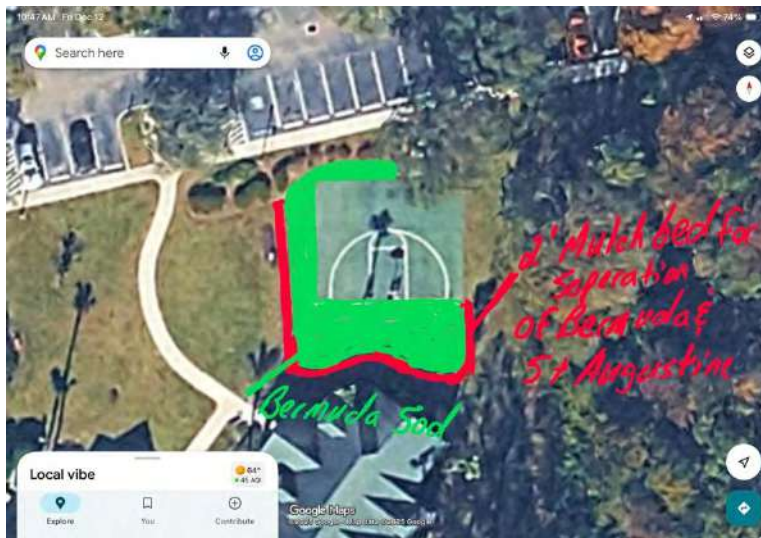 10:47 AM Fri Dec 12
74%
Search here
2' Mulch bed for
Seperation
of Bermuda &
St Augustine
Bermuda Sod
Local vibe
64°
45 AQI
Explore
You
Contribute
Google Maps